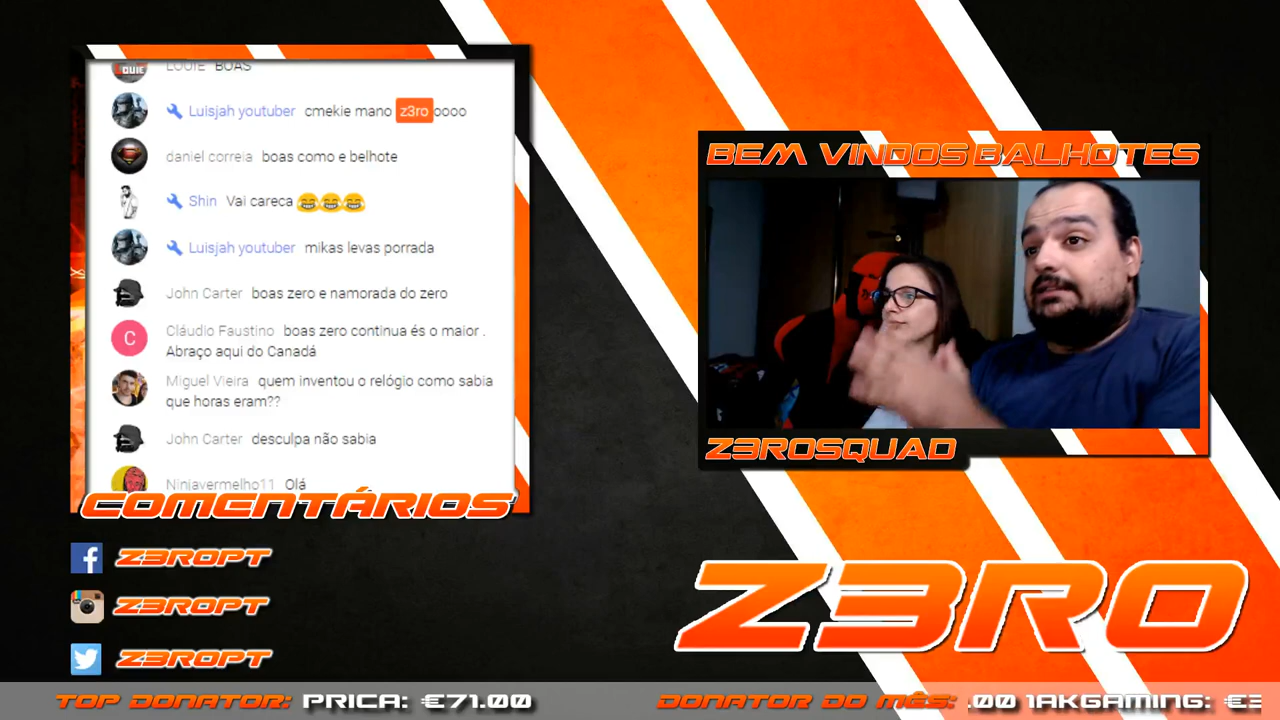 LOUIE BOAS
Luisjah youtuber cmekie mano z3ro oooo
daniel correia boas como e belhote
Shin Vai careca 😂😂😂
Luisjah youtuber mikas levas porrada
John Carter boas zero e namorada do zero
Cláudio Faustino boas zero continua és o maior .
Abraço aqui do Canadá
C
Miguel Vieira quem inventou o relógio como sabia
que horas eram??
John Carter desculpa não sabia
Ninjavermelho11 Olá
COMENTÁRIOS
Z3ROPT
Z3ROPT
Z3ROPT
BEM VINDOS BALHOTES
Z3ROSQUAD
Z3RO
TOP DONATOR: PRICA: €71.00
DONATOR DO MÊS: .00 1AKGAMING: €